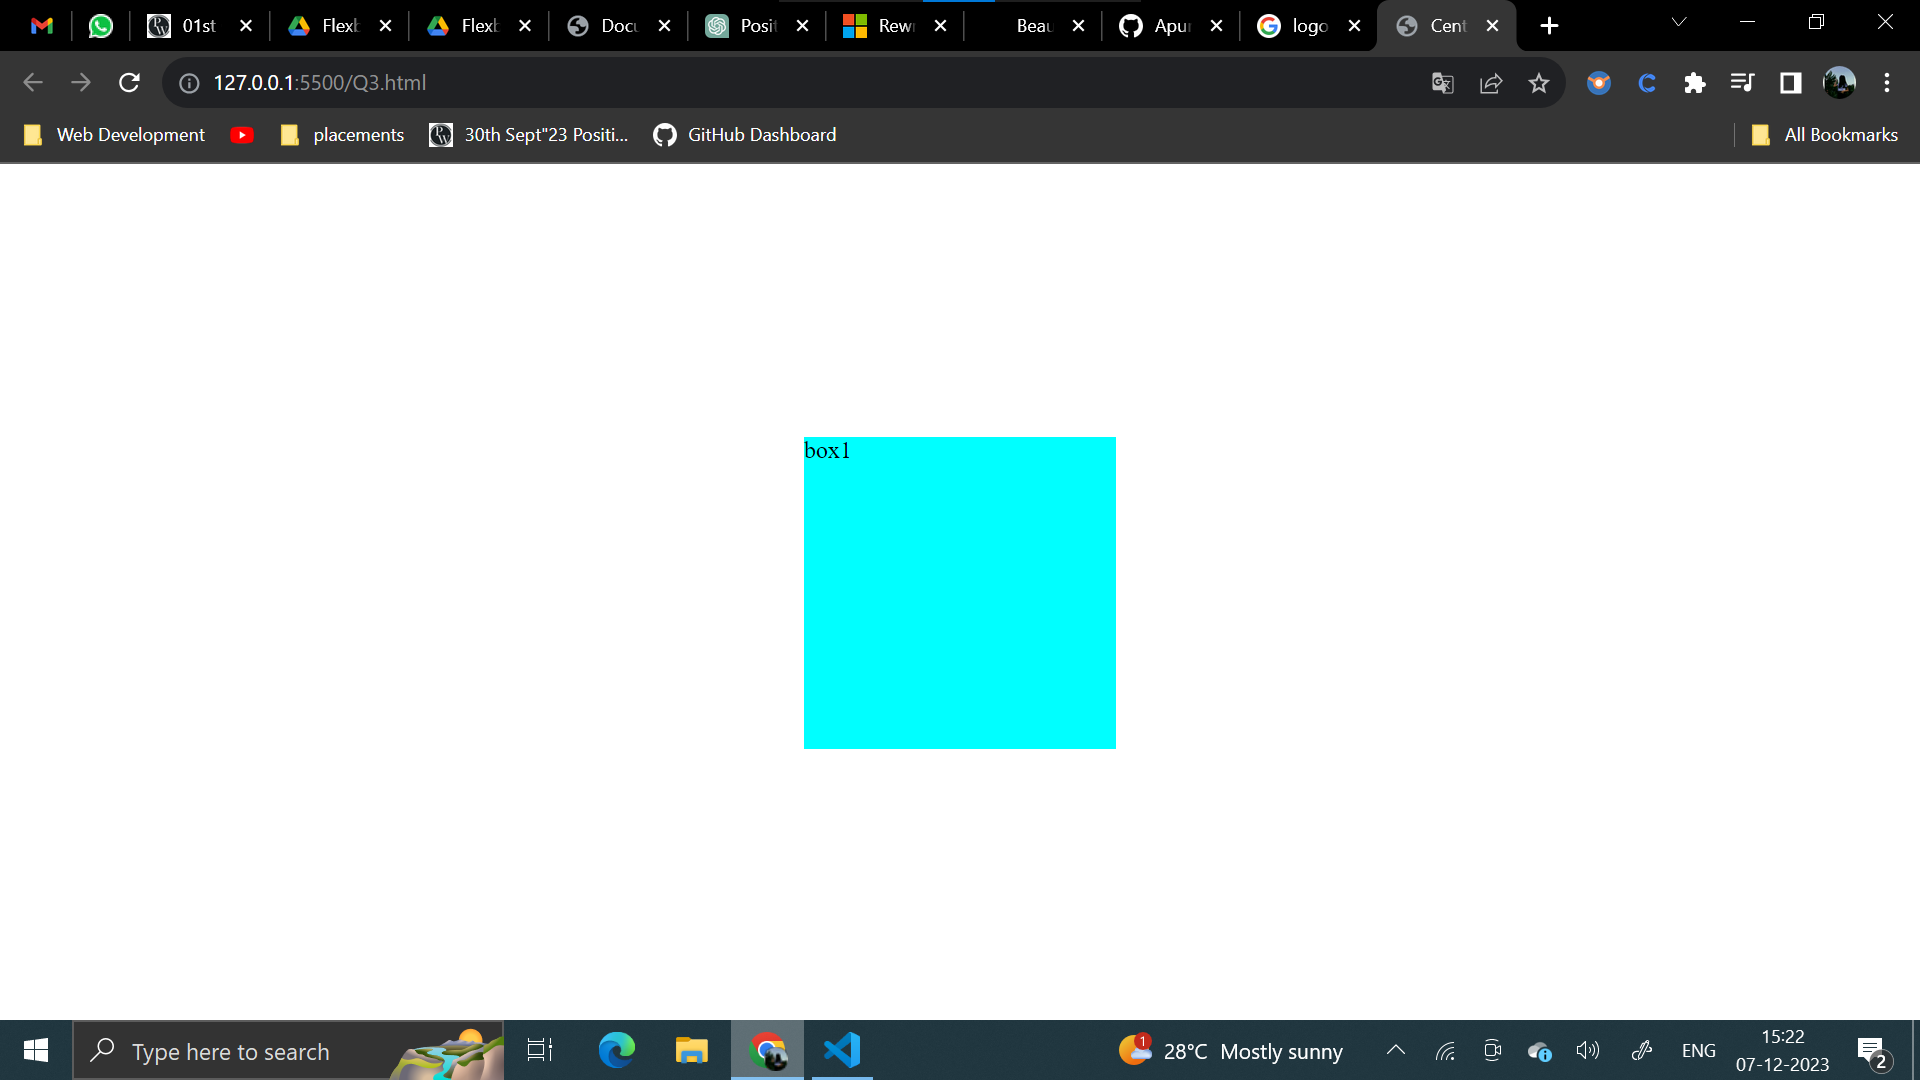 01st Flexb Flexb Docu Posit Rewr Beau Apur logo Cent
127.0.0.1:5500/Q3.html
Web Development placements 30th Sept"23 Positi... GitHub Dashboard All Bookmarks
box1
Type here to search
1
28°C Mostly sunny
ENG
15:22
07-12-2023
2